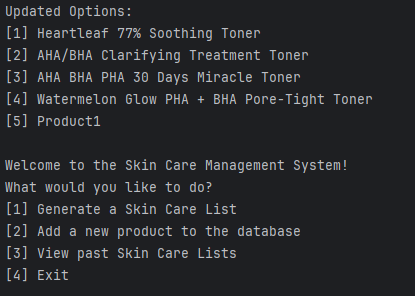 Updated Options:
[1] Heartleaf 77% Soothing Toner
[2] AHA/BHA Clarifying Treatment Toner
[3] AHA BHA PHA 30 Days Miracle Toner
[4] Watermelon Glow PHA + BHA Pore-Tight Toner
[5] Product1
Welcome to the Skin Care Management System!
What would you like to do?
[1] Generate a Skin Care List
[2] Add a new product to the database
[3] View past Skin Care Lists
[4] Exit